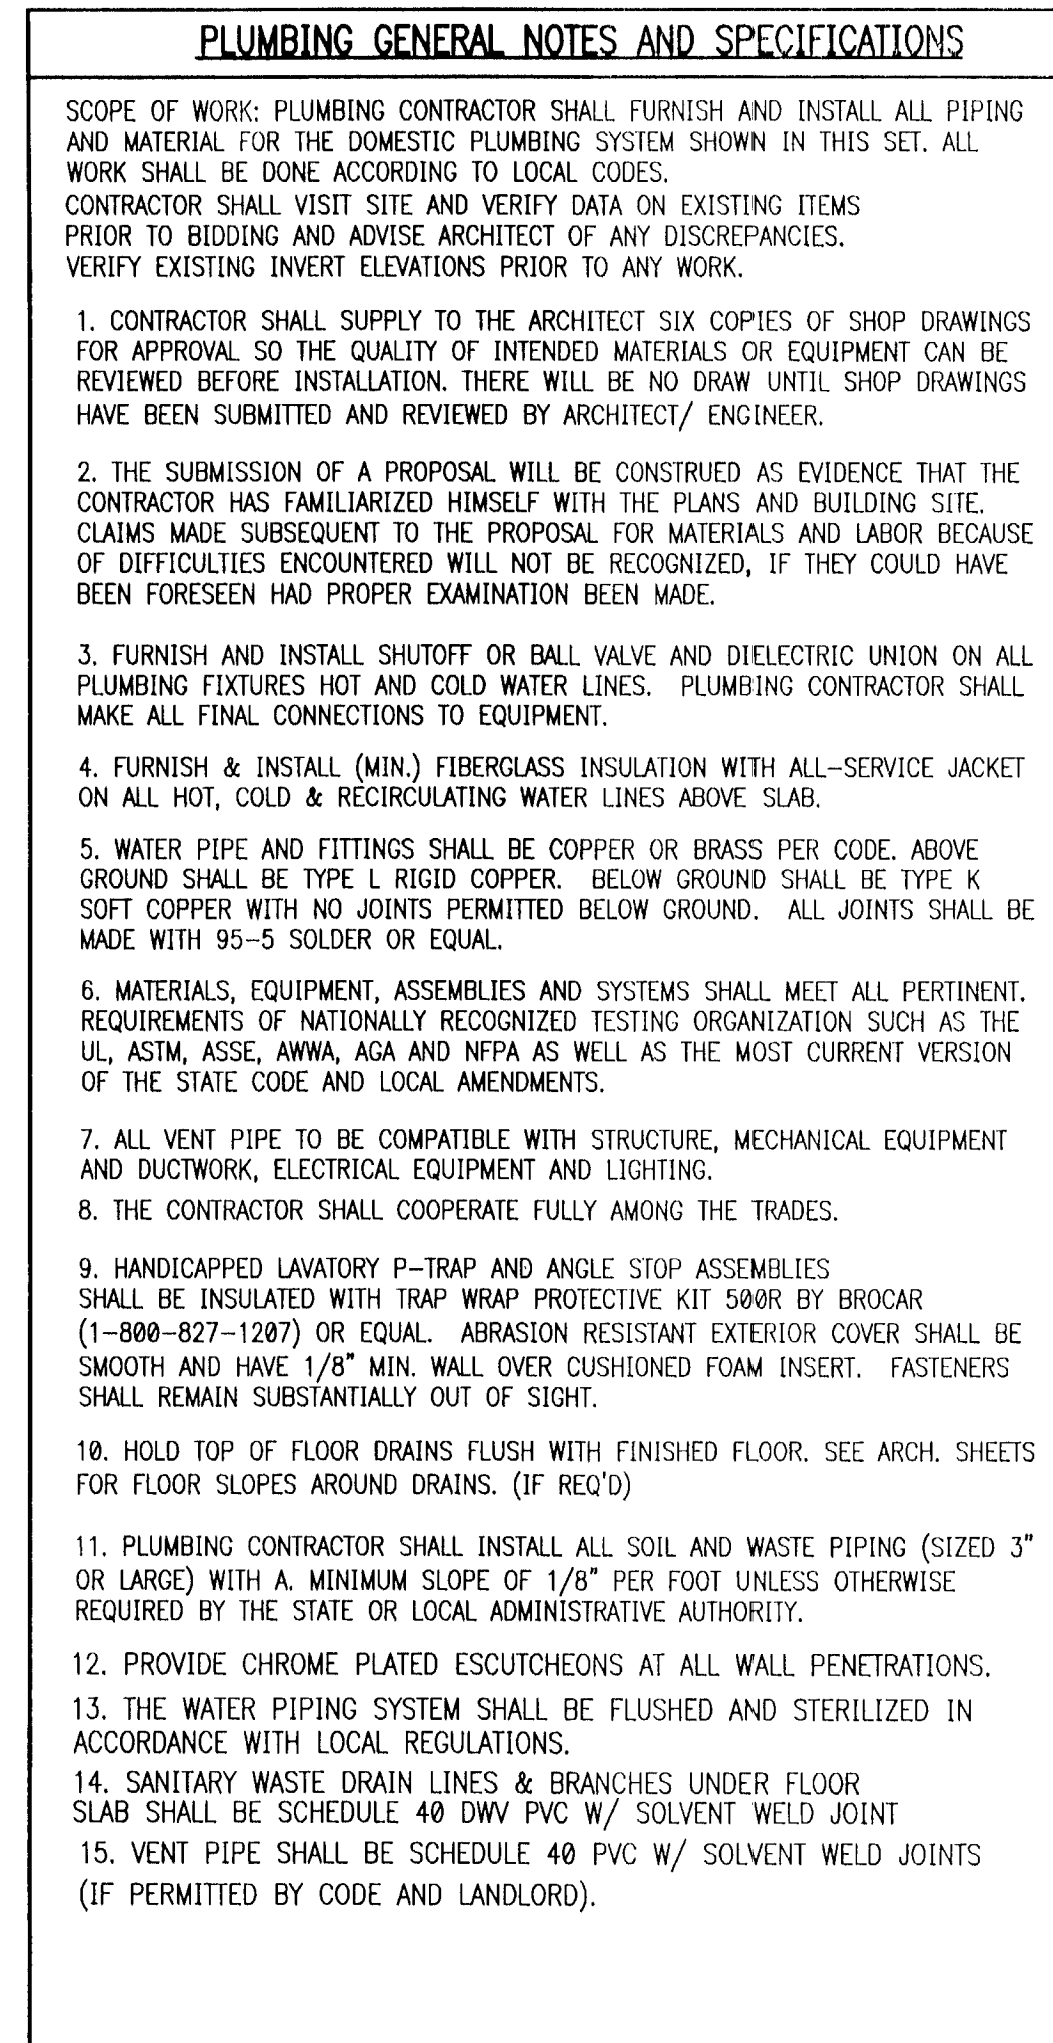 PLUMBING GENERAL NOTES AND SPECIFICATIONS
SCOPE OF WORK: PLUMBING CONTRACTOR SHALL FURNISH AND INSTALL ALL PIPING
AND MATERIAL FOR THE DOMESTIC PLUMBING SYSTEM SHOWN IN THIS SET. ALL
WORK SHALL BE DONE ACCORDING TO LOCAL CODES.
CONTRACTOR SHALL VISIT SITE AND VERIFY DATA ON EXISTING ITEMS
PRIOR TO BIDDING AND ADVISE ARCHITECT OF ANY DISCREPANCIES.
VERIFY EXISTING INVERT ELEVATIONS PRIOR TO ANY WORK.
1. CONTRACTOR SHALL SUPPLY TO THE ARCHITECT SIX COPIES OF SHOP DRAWINGS
FOR APPROVAL SO THE QUALITY OF INTENDED MATERIALS OR EQUIPMENT CAN BE
REVIEWED BEFORE INSTALLATION. THERE WILL BE NO DRAW UNTIL SHOP DRAWINGS
HAVE BEEN SUBMITTED AND REVIEWED BY ARCHITECT/ ENGINEER.
2. THE SUBMISSION OF A PROPOSAL WILL BE CONSTRUED AS EVIDENCE THAT THE
CONTRACTOR HAS FAMILIARIZED HIMSELF WITH THE PLANS AND BUILDING SITE.
CLAIMS MADE SUBSEQUENT TO THE PROPOSAL FOR MATERIALS AND LABOR BECAUSE
OF DIFFICULTIES ENCOUNTERED WILL NOT BE RECOGNIZED, IF THEY COULD HAVE
BEEN FORESEEN HAD PROPER EXAMINATION BEEN MADE.
3. FURNISH AND INSTALL SHUTOFF OR BALL VALVE AND DIELECTRIC UNION ON ALL
PLUMBING FIXTURES HOT AND COLD WATER LINES. PLUMBING CONTRACTOR SHALL
MAKE ALL FINAL CONNECTIONS TO EQUIPMENT.
4. FURNISH & INSTALL (MIN.) FIBERGLASS INSULATION WITH ALL-SERVICE JACKET
ON ALL HOT, COLD & RECIRCULATING WATER LINES ABOVE SLAB.
5. WATER PIPE AND FITTINGS SHALL BE COPPER OR BRASS PER CODE. ABOVE
GROUND SHALL BE TYPE L RIGID COPPER. BELOW GROUND SHALL BE TYPE K
SOFT COPPER WITH NO JOINTS PERMITTED BELOW GROUND. ALL JOINTS SHALL BE
MADE WITH 95-5 SOLDER OR EQUAL.
6. MATERIALS, EQUIPMENT, ASSEMBLIES AND SYSTEMS SHALL MEET ALL PERTINENT.
REQUIREMENTS OF NATIONALLY RECOGNIZED TESTING ORGANIZATION SUCH AS THE
UL, ASTM, ASSE, AWWA, AGA AND NFPA AS WELL AS THE MOST CURRENT VERSION
OF THE STATE CODE AND LOCAL AMENDMENTS.
7. ALL VENT PIPE TO BE COMPATIBLE WITH STRUCTURE, MECHANICAL EQUIPMENT
AND DUCTWORK, ELECTRICAL EQUIPMENT AND LIGHTING.
8. THE CONTRACTOR SHALL COOPERATE FULLY AMONG THE TRADES.
9. HANDICAPPED LAVATORY P-TRAP AND ANGLE STOP ASSEMBLIES
SHALL BE INSULATED WITH TRAP WRAP PROTECTIVE KIT 500R BY BROCAR
(1-800-827-1207) OR EQUAL. ABRASION RESISTANT EXTERIOR COVER SHALL BE
SMOOTH AND HAVE 1/8" MIN. WALL OVER CUSHIONED FOAM INSERT. FASTENERS
SHALL REMAIN SUBSTANTIALLY OUT OF SIGHT.
10. HOLD TOP OF FLOOR DRAINS FLUSH WITH FINISHED FLOOR. SEE ARCH. SHEETS
FOR FLOOR SLOPES AROUND DRAINS. (IF REQ'D)
11. PLUMBING CONTRACTOR SHALL INSTALL ALL SOIL AND WASTE PIPING (SIZED 3"
OR LARGE) WITH A. MINIMUM SLOPE OF 1/8" PER FOOT UNLESS OTHERWISE
REQUIRED BY THE STATE OR LOCAL ADMINISTRATIVE AUTHORITY.
12. PROVIDE CHROME PLATED ESCUTCHEONS AT ALL WALL PENETRATIONS.
13. THE WATER PIPING SYSTEM SHALL BE FLUSHED AND STERILIZED IN
ACCORDANCE WITH LOCAL REGULATIONS.
14. SANITARY WASTE DRAIN LINES & BRANCHES UNDER FLOOR
SLAB SHALL BE SCHEDULE 40 DWV PVC W/ SOLVENT WELD JOINT
15. VENT PIPE SHALL BE SCHEDULE 40 PVC W/ SOLVENT WELD JOINTS
(IF PERMITTED BY CODE AND LANDLORD).